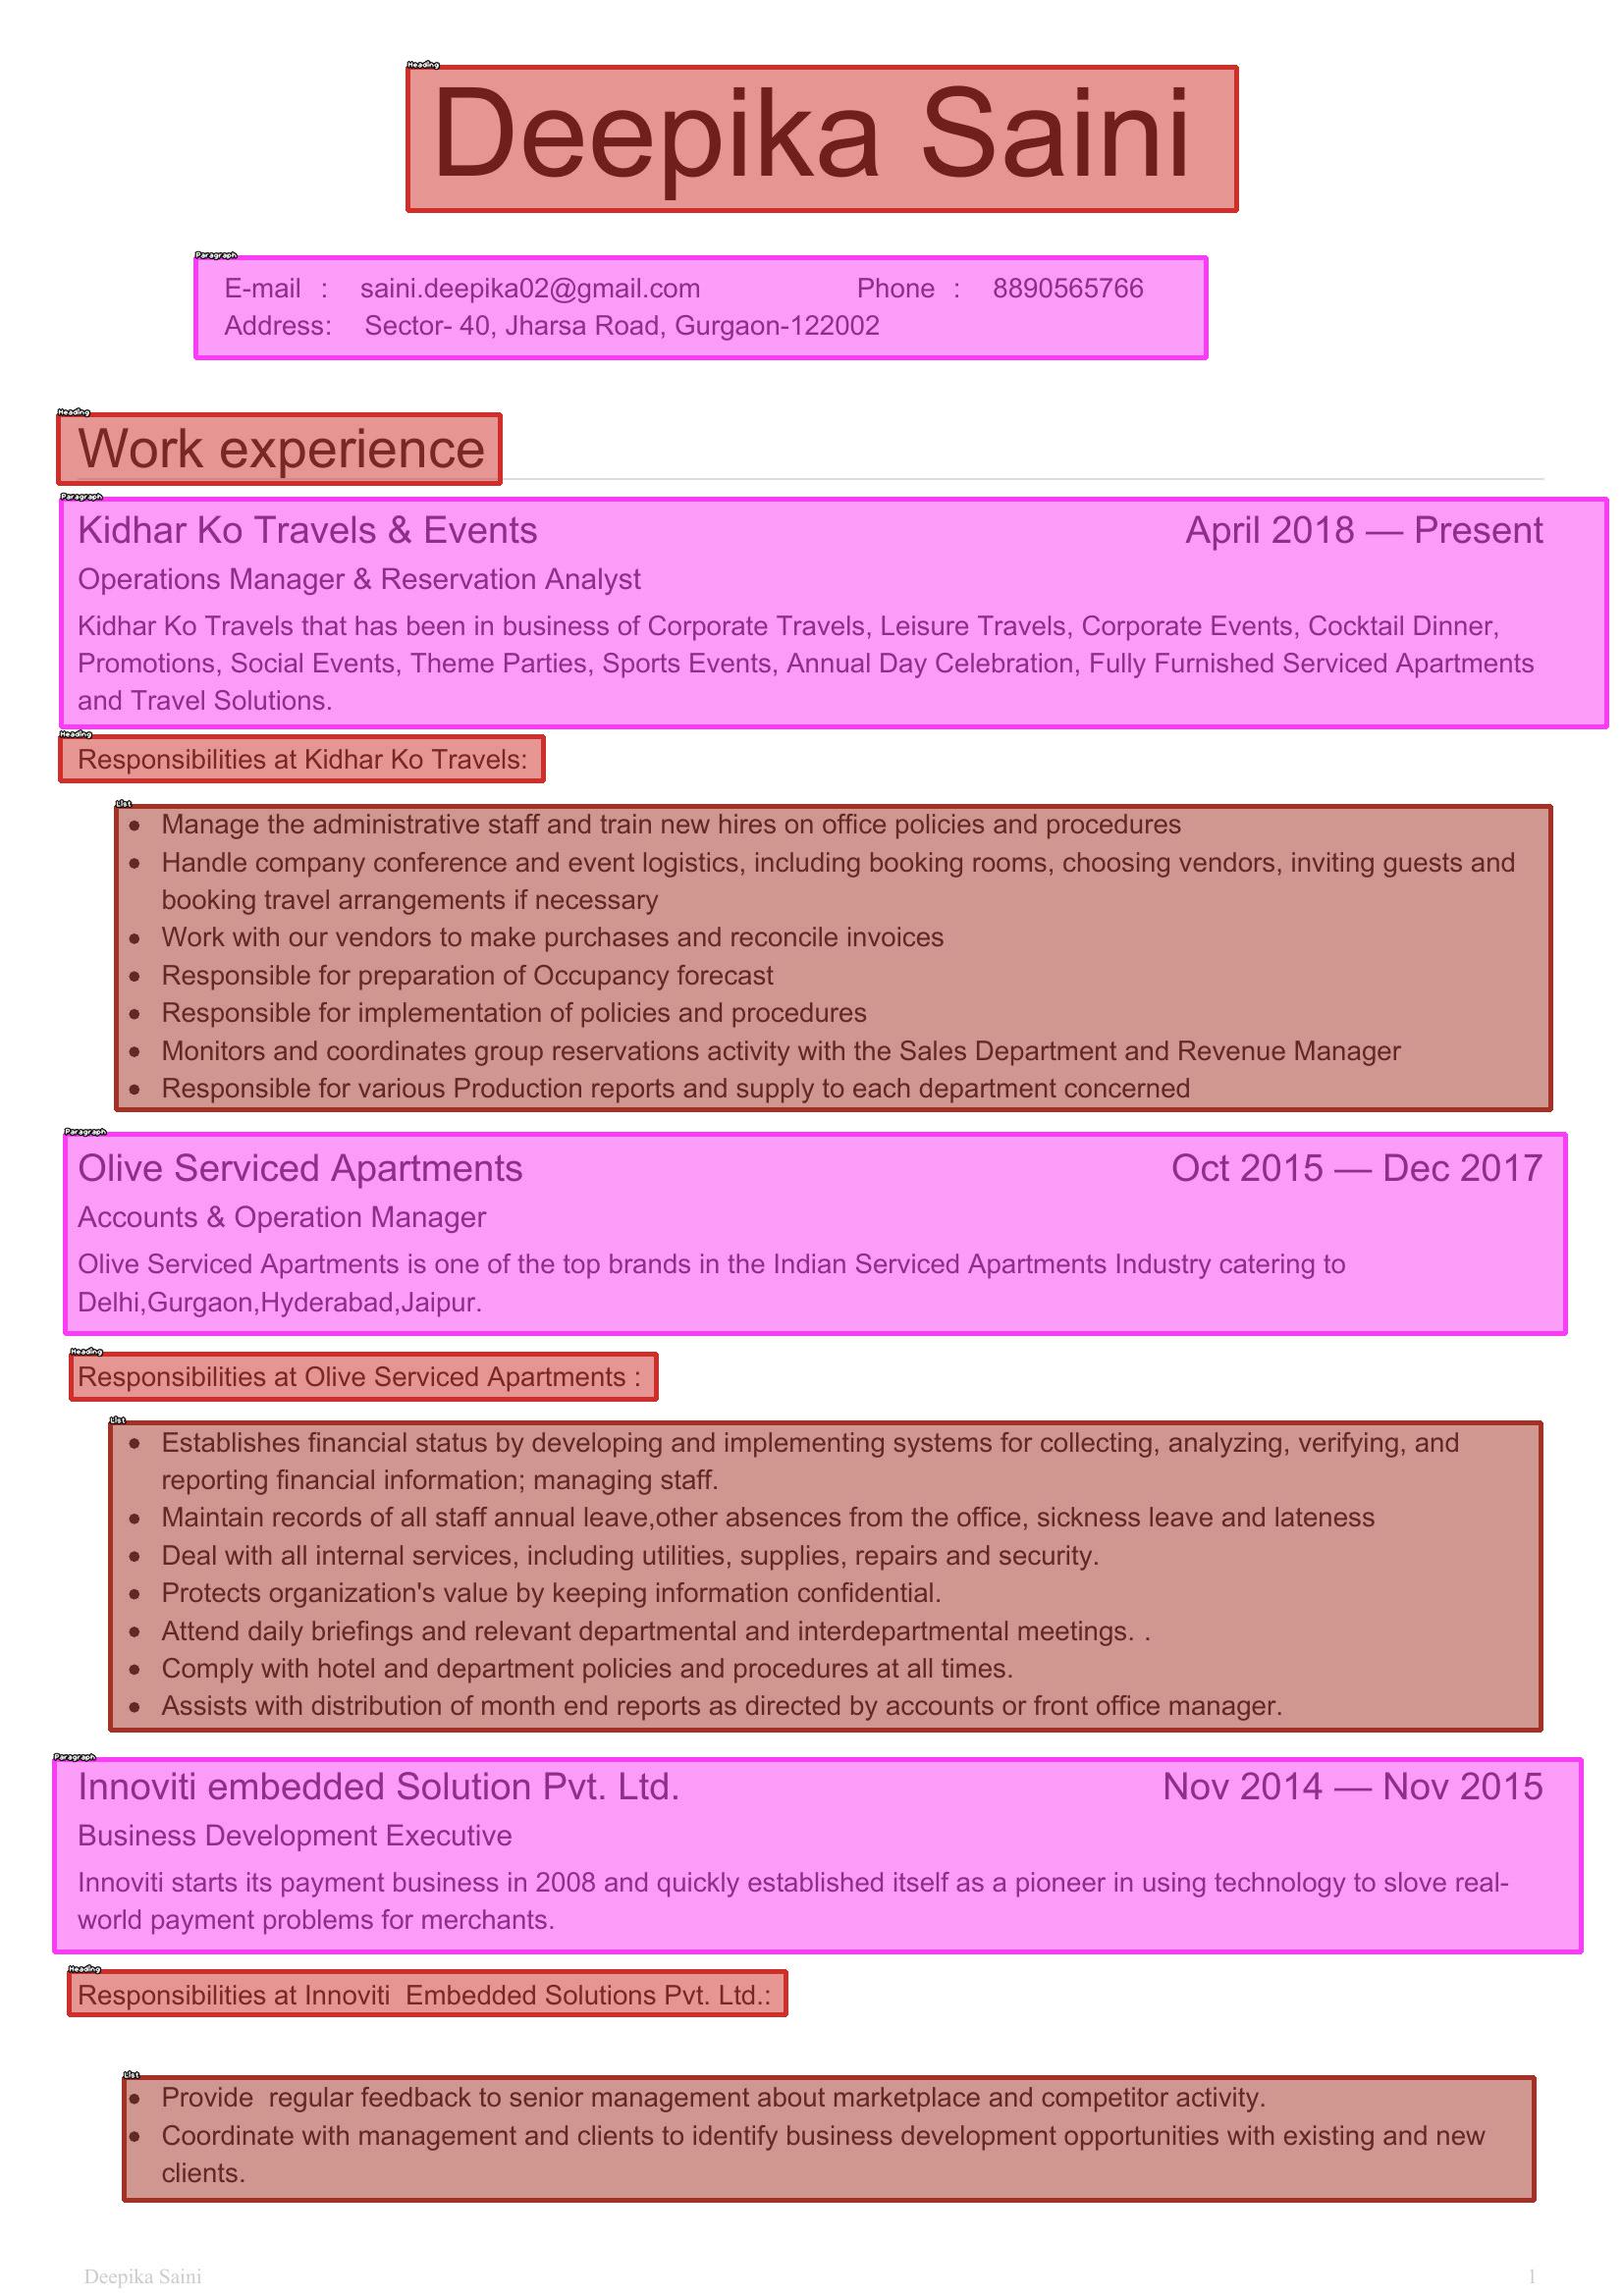 Heading
Deepika Saini
Paragraph
E-mail : saini.deepika02@gmail.com Phone : 8890565766
Address: Sector- 40, Jharsa Road, Gurgaon-122002
Heading
Work experience
Paragraph
Kidhar Ko Travels & Events April 2018 — Present
Operations Manager & Reservation Analyst
Kidhar Ko Travels that has been in business of Corporate Travels, Leisure Travels, Corporate Events, Cocktail Dinner,
Promotions, Social Events, Theme Parties, Sports Events, Annual Day Celebration, Fully Furnished Serviced Apartments
and Travel Solutions.
Heading
Responsibilities at Kidhar Ko Travels:
List
• Manage the administrative staff and train new hires on office policies and procedures
• Handle company conference and event logistics, including booking rooms, choosing vendors, inviting guests and
booking travel arrangements if necessary
• Work with our vendors to make purchases and reconcile invoices
• Responsible for preparation of Occupancy forecast
• Responsible for implementation of policies and procedures
• Monitors and coordinates group reservations activity with the Sales Department and Revenue Manager
• Responsible for various Production reports and supply to each department concerned
Paragraph
Olive Serviced Apartments Oct 2015 — Dec 2017
Accounts & Operation Manager
Olive Serviced Apartments is one of the top brands in the Indian Serviced Apartments Industry catering to
Delhi,Gurgaon,Hyderabad,Jaipur.
Heading
Responsibilities at Olive Serviced Apartments :
List
• Establishes financial status by developing and implementing systems for collecting, analyzing, verifying, and
reporting financial information; managing staff.
• Maintain records of all staff annual leave,other absences from the office, sickness leave and lateness
• Deal with all internal services, including utilities, supplies, repairs and security.
• Protects organization's value by keeping information confidential.
• Attend daily briefings and relevant departmental and interdepartmental meetings. .
• Comply with hotel and department policies and procedures at all times.
• Assists with distribution of month end reports as directed by accounts or front office manager.
Paragraph
Innoviti embedded Solution Pvt. Ltd. Nov 2014 — Nov 2015
Business Development Executive
Innoviti starts its payment business in 2008 and quickly established itself as a pioneer in using technology to slove real-
world payment problems for merchants.
Heading
Responsibilities at Innoviti Embedded Solutions Pvt. Ltd.:
List
• Provide regular feedback to senior management about marketplace and competitor activity.
• Coordinate with management and clients to identify business development opportunities with existing and new
clients.
Deepika Saini 1